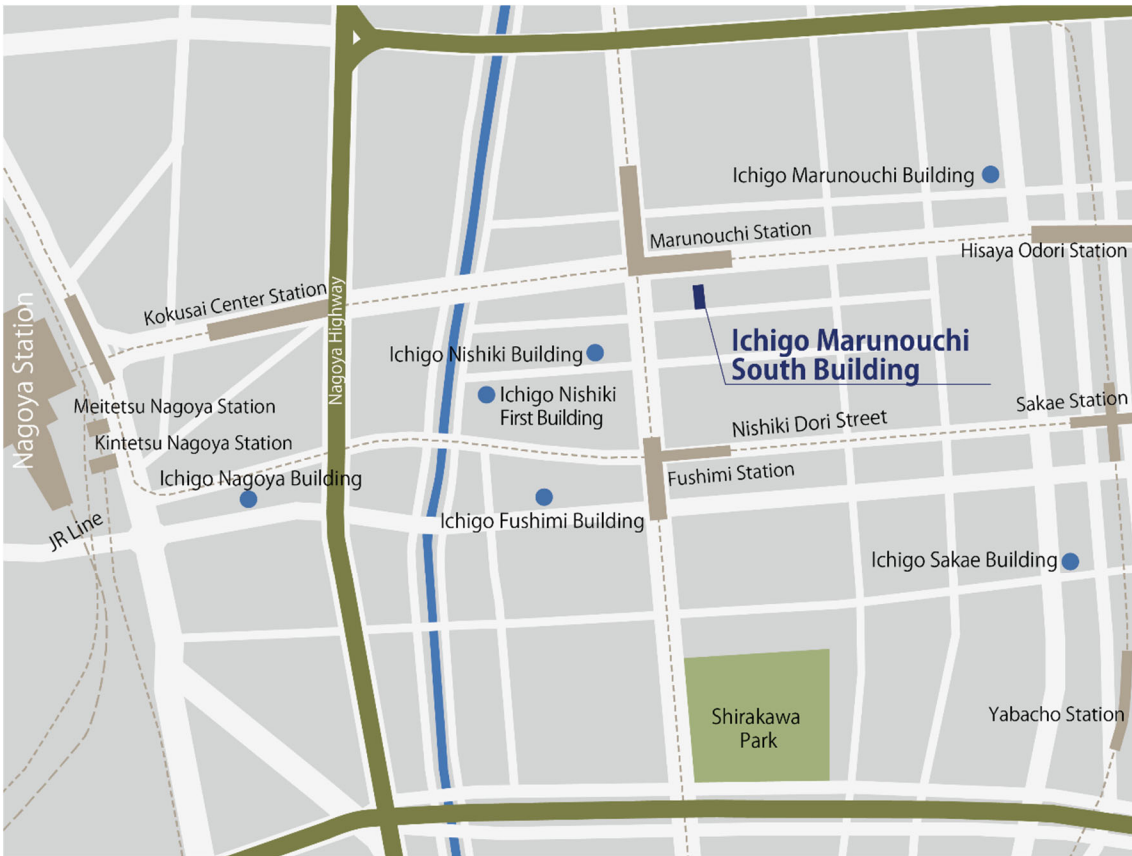 Ichigo Marunouchi Building
Marunouchi Station
Hisaya Odori Station
Kokusai Center Station
Nagoya Highway
Nagoya Station
Ichigo Marunouchi
South Building
Ichigo Nishiki Building
Ichigo Nishiki
First Building
Meitetsu Nagoya Station
Kintetsu Nagoya Station
Nishiki Dori Street
Sakae Station
Fushimi Station
Ichigo Nagoya Building
JR Line
Ichigo Fushimi Building
Ichigo Sakae Building
Shirakawa
Park
Yabacho Station